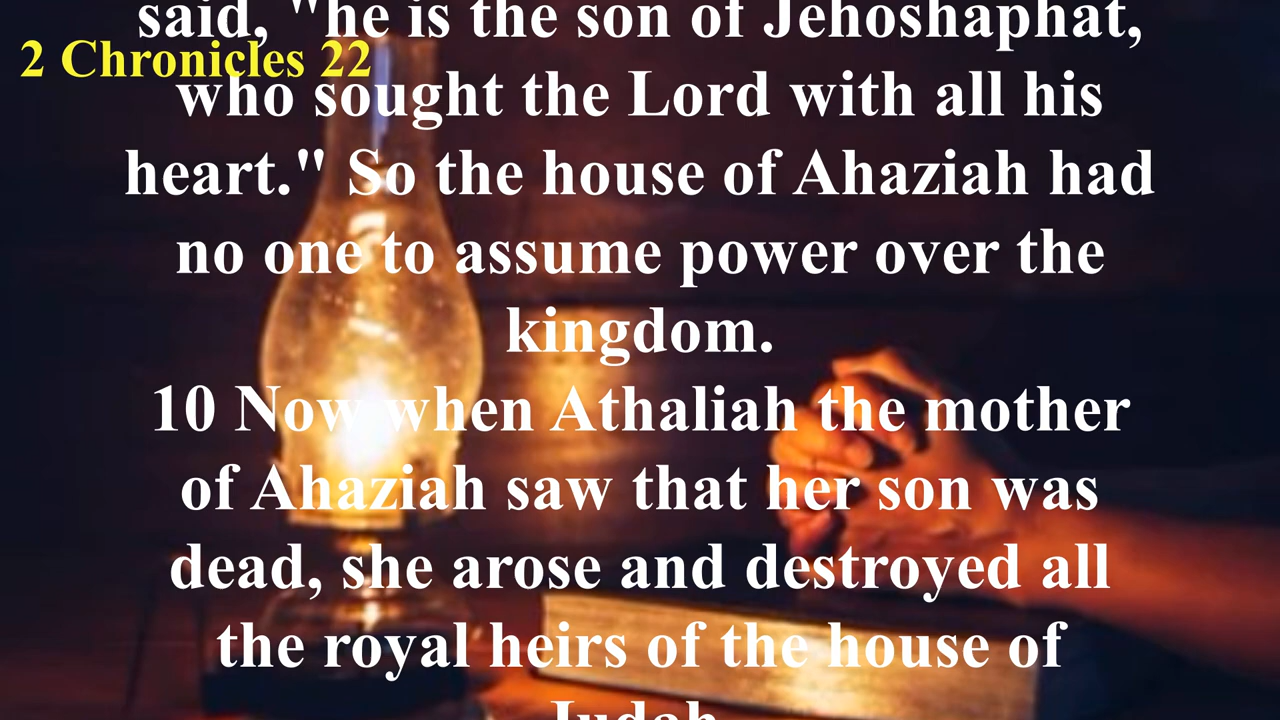 said, "he is the son of Jehoshaphat,
2 Chronicles 22
who sought the Lord with all his
heart." So the house of Ahaziah had
no one to assume power over the
kingdom.
10 Now when Athaliah the mother
of Ahaziah saw that her son was
dead, she arose and destroyed all
the royal heirs of the house of
Judah.